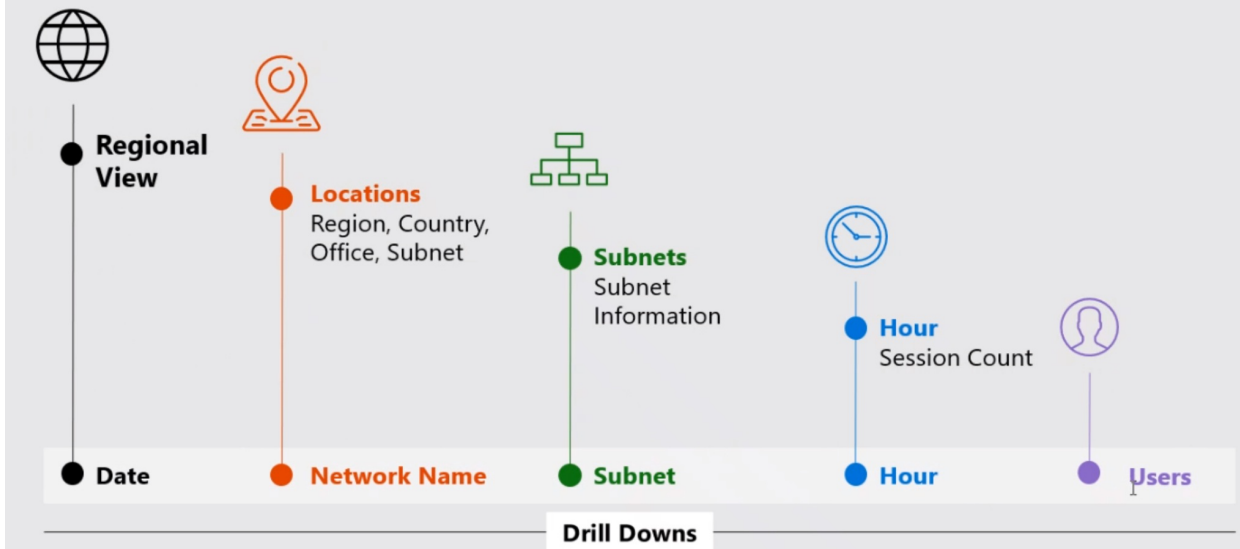 Regional
View
Locations
Region, Country,
Office, Subnet
Subnets
Subnet
Information
Hour
Session Count
Date
Network Name
Subnet
Hour
Users
Drill Downs